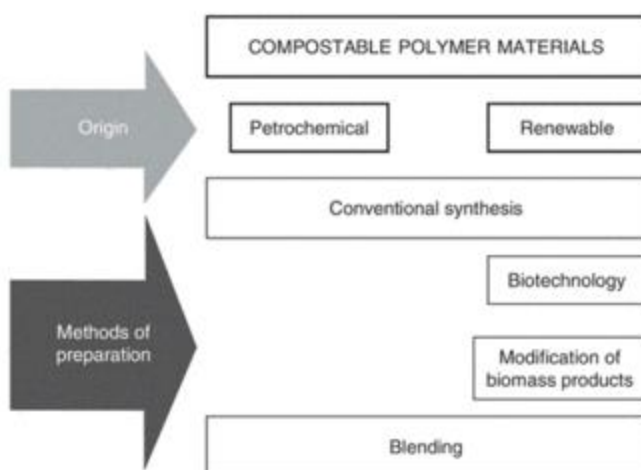 COMPOSTABLE POLYMER MATERIALS
Origin
Petrochemical
Renewable
Conventional synthesis
Biotechnology
Methods of
preparation
Modification of
biomass products
Blending